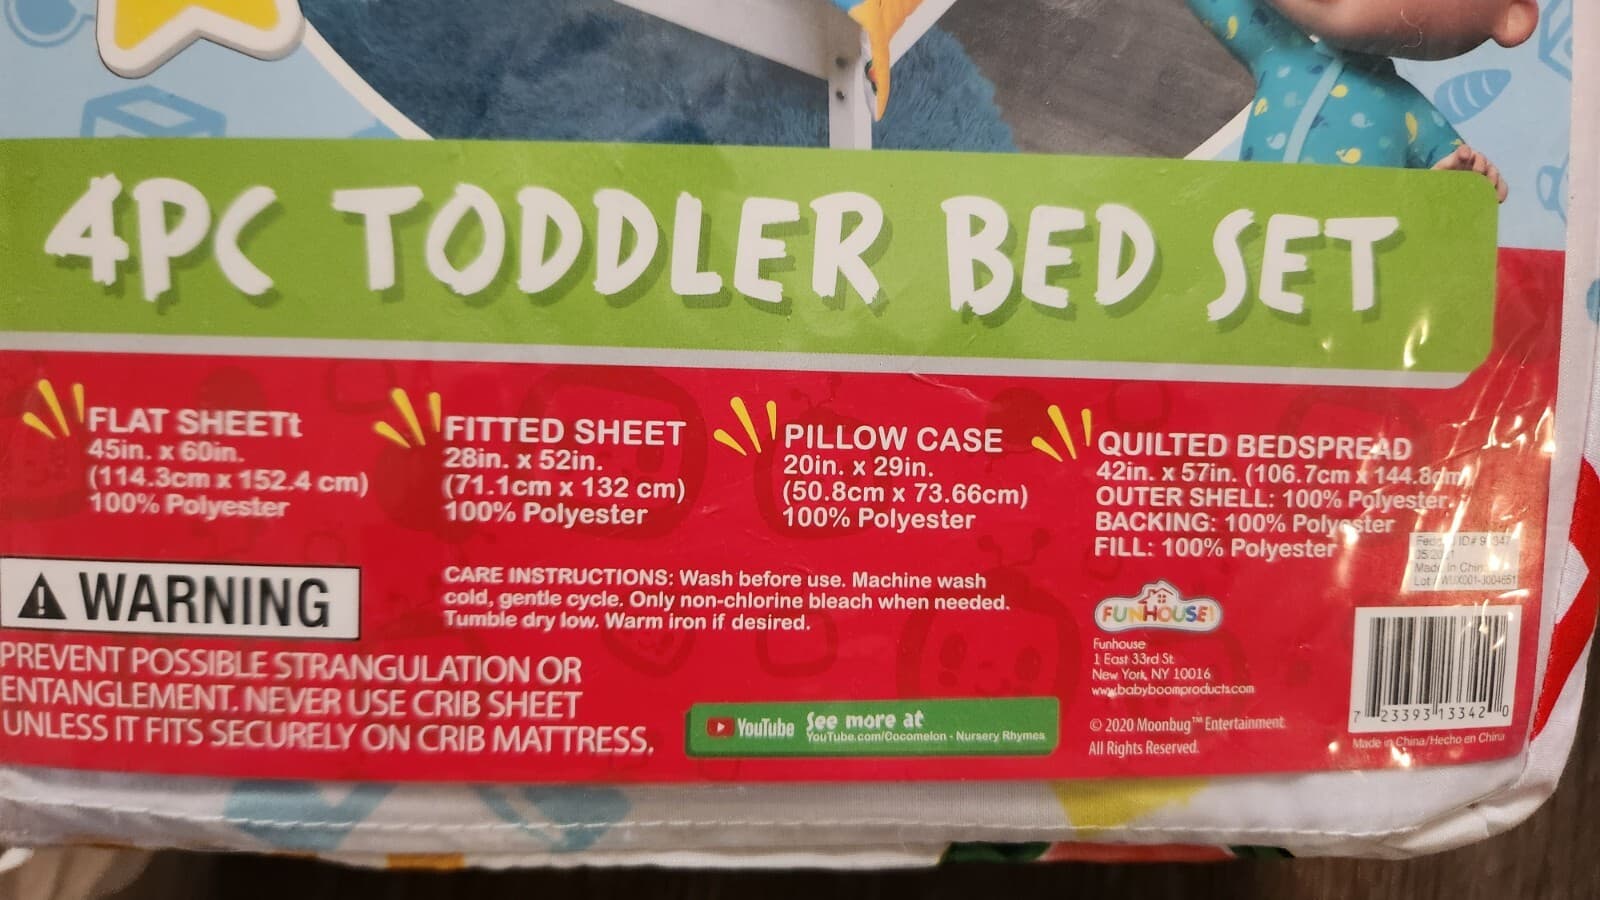 4PC TODDLER BED SET
FLAT SHEETt
45in. x 60in.
(114.3cm x 152.4 cm)
100% Polyester
FITTED SHEET
28in. x 52in.
(71.1cm x 132 cm)
100% Polyester
PILLOW CASE
20in. x 29in.
(50.8cm x 73.66cm)
100% Polyester
QUILTED BEDSPREAD
42in. x 57in. (106.7cm x 144.8cm)
OUTER SHELL: 100% Polyester.
BACKING: 100% Polyester
FILL: 100% Polyester
WARNING
PREVENT POSSIBLE STRANGULATION OR
ENTANGLEMENT. NEVER USE CRIB SHEET
UNLESS IT FITS SECURELY ON CRIB MATTRESS.
CARE INSTRUCTIONS: Wash before use. Machine wash
cold, gentle cycle. Only non-chlorine bleach when needed.
Tumble dry low. Warm iron if desired.
YouTube See more at
YouTube.com/Cocomelon - Nursery Rhymes
FUNHOUSE!
Funhouse
1 East 33rd St.
New York, NY 10016
www.babyboomproducts.com
© 2020 Moonbug™ Entertainment
All Rights Reserved.
ID#
Made in China
Lot #
7 23393 13342 0
Made in China/Hecho en China